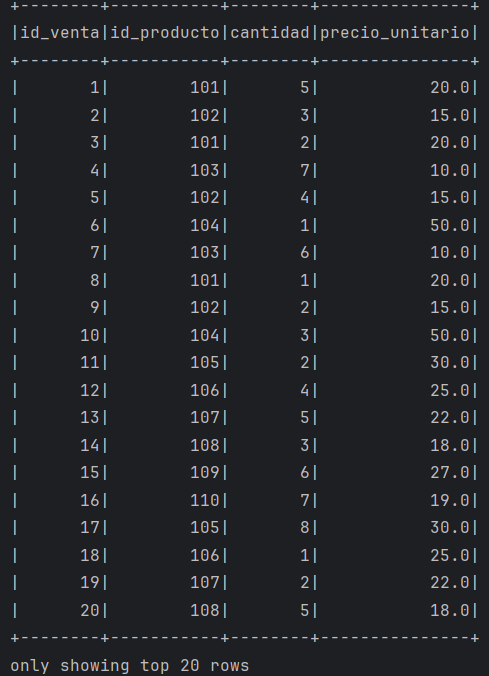 +--------+-----------+--------+---------------+
|id_venta|id_producto|cantidad|precio_unitario|
+--------+-----------+--------+---------------+
|       1|        101|       5|           20.0|
|       2|        102|       3|           15.0|
|       3|        101|       2|           20.0|
|       4|        103|       7|           10.0|
|       5|        102|       4|           15.0|
|       6|        104|       1|           50.0|
|       7|        103|       6|           10.0|
|       8|        101|       1|           20.0|
|       9|        102|       2|           15.0|
|      10|        104|       3|           50.0|
|      11|        105|       2|           30.0|
|      12|        106|       4|           25.0|
|      13|        107|       5|           22.0|
|      14|        108|       3|           18.0|
|      15|        109|       6|           27.0|
|      16|        110|       7|           19.0|
|      17|        105|       8|           30.0|
|      18|        106|       1|           25.0|
|      19|        107|       2|           22.0|
|      20|        108|       5|           18.0|
+--------+-----------+--------+---------------+
only showing top 20 rows